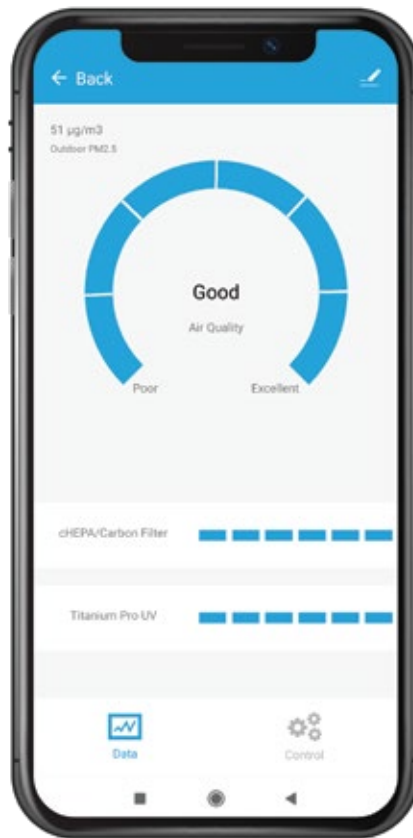 Back
51 μg/m3
Outdoor PM2.5
Good
Air Quality
Poor
Excellent
cHEPA/Carbon Filter
Titanium Pro UV
Data
Control